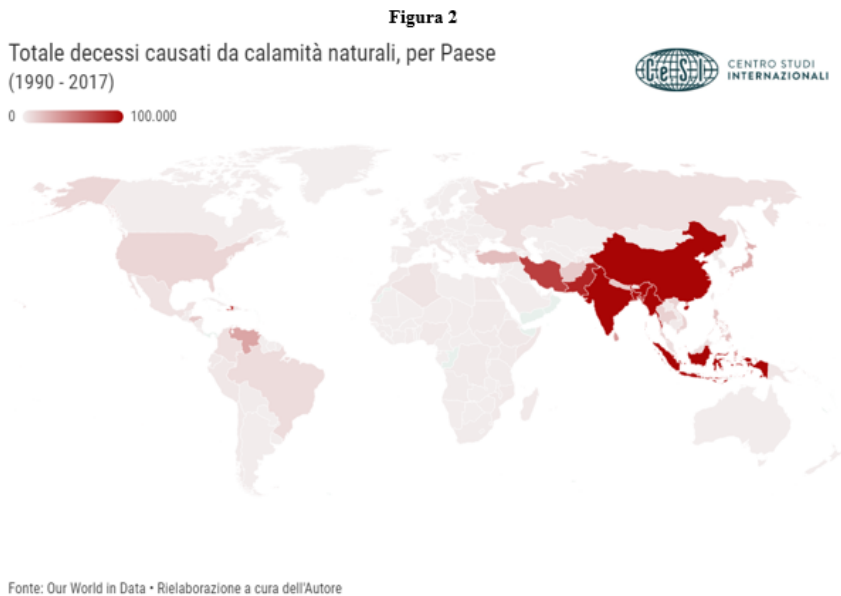 Figura 2
Totale decessi causati da calamità naturali, per Paese
(1990 - 2017)
CeSI
CENTRO STUDI
INTERNAZIONALI
0
100.000
Fonte: Our World in Data • Rielaborazione a cura dell'Autore